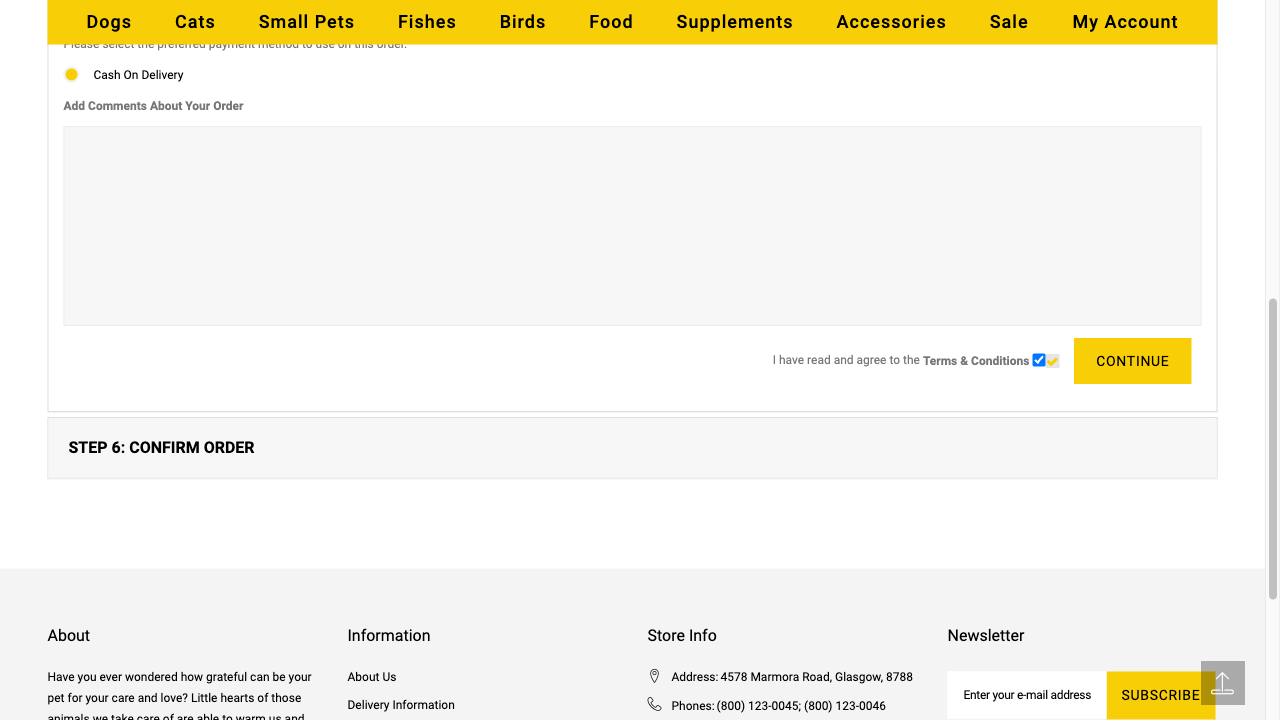 Dogs Cats Small Pets Fishes Birds Food Supplements Accessories Sale My Account
Please select the preferred payment method to use on this order.
Cash On Delivery
Add Comments About Your Order
I have read and agree to the Terms & Conditions
CONTINUE
STEP 6: CONFIRM ORDER
About
Have you ever wondered how grateful can be your
pet for your care and love? Little hearts of those
animals we take care of are able to warm us and
Information
About Us
Delivery Information
Store Info
Address: 4578 Marmora Road, Glasgow, 8788
Phones: (800) 123-0045; (800) 123-0046
Newsletter
Enter your e-mail address
SUBSCRIBE